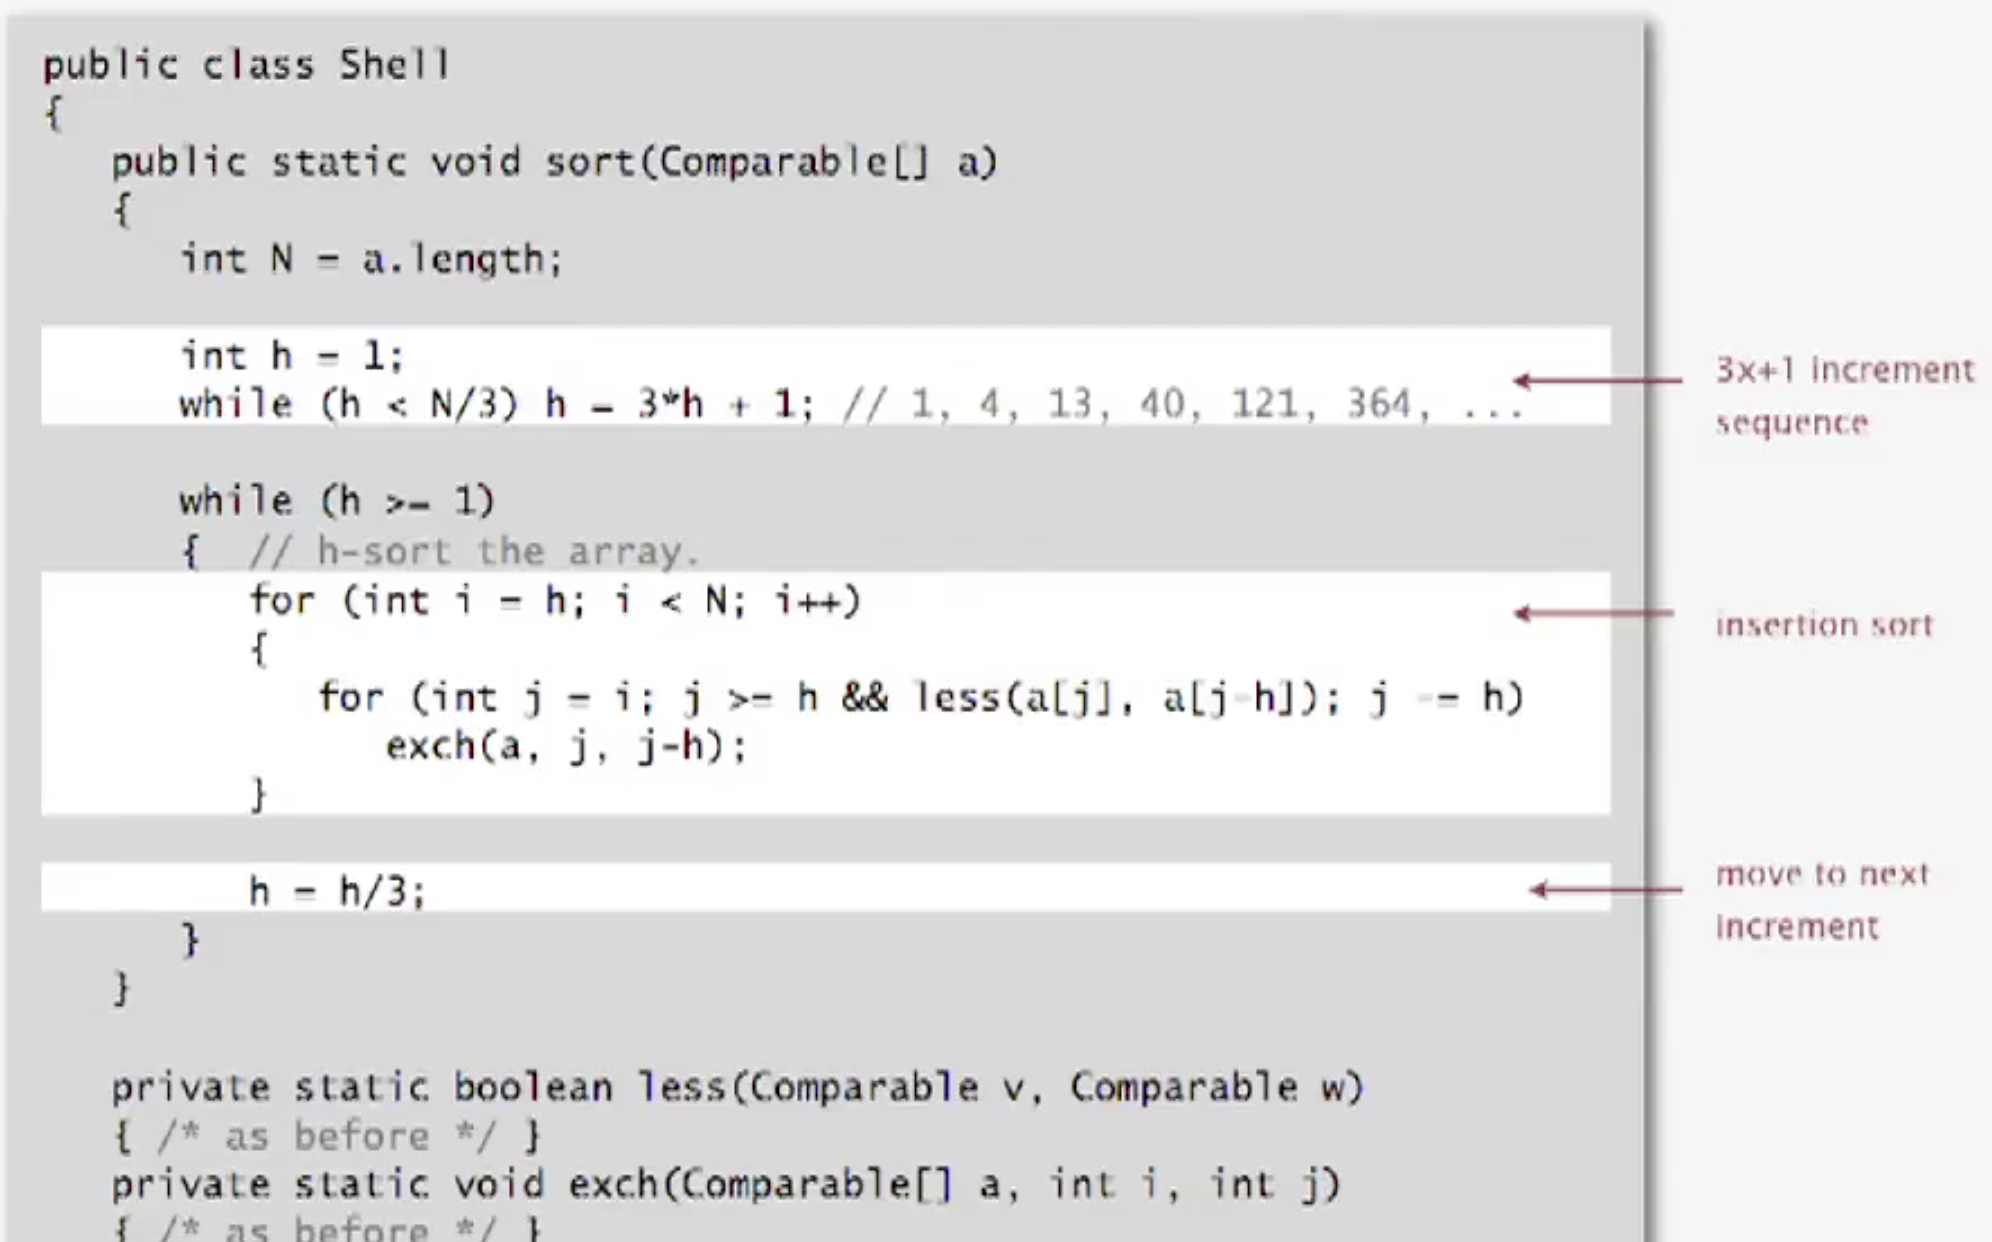 public class Shell
{
   public static void sort(Comparable[] a)
   {
      int N = a.length;
      int h = 1;
      while (h < N/3) h = 3*h + 1; // 1, 4, 13, 40, 121, 364, ...
3x+1 increment
sequence
      while (h >= 1)
      {  // h-sort the array.
         for (int i = h; i < N; i++)
insertion sort
         {
            for (int j = i; j >= h && less(a[j], a[j-h]); j -= h)
               exch(a, j, j-h);
         }
         h = h/3;
move to next
increment
      }
   }
   private static boolean less(Comparable v, Comparable w)
   { /* as before */ }
   private static void exch(Comparable[] a, int i, int j)
   { /* as before */ }